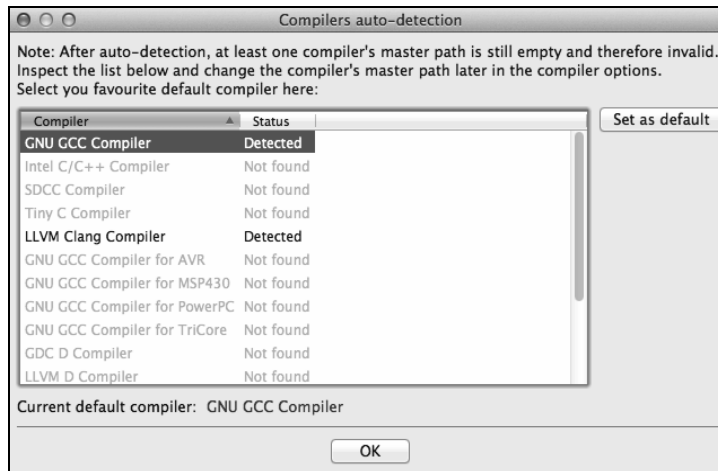 Compilers auto-detection
Note: After auto-detection, at least one compiler's master path is still empty and therefore invalid.
Inspect the list below and change the compiler's master path later in the compiler options.
Select you favourite default compiler here:
Compiler Status
Set as default
GNU GCC Compiler Detected
Intel C/C++ Compiler Not found
SDCC Compiler Not found
Tiny C Compiler Not found
LLVM Clang Compiler Detected
GNU GCC Compiler for AVR Not found
GNU GCC Compiler for MSP430 Not found
GNU GCC Compiler for PowerPC Not found
GNU GCC Compiler for TriCore Not found
GDC D Compiler Not found
LLVM D Compiler Not found
Current default compiler: GNU GCC Compiler
OK